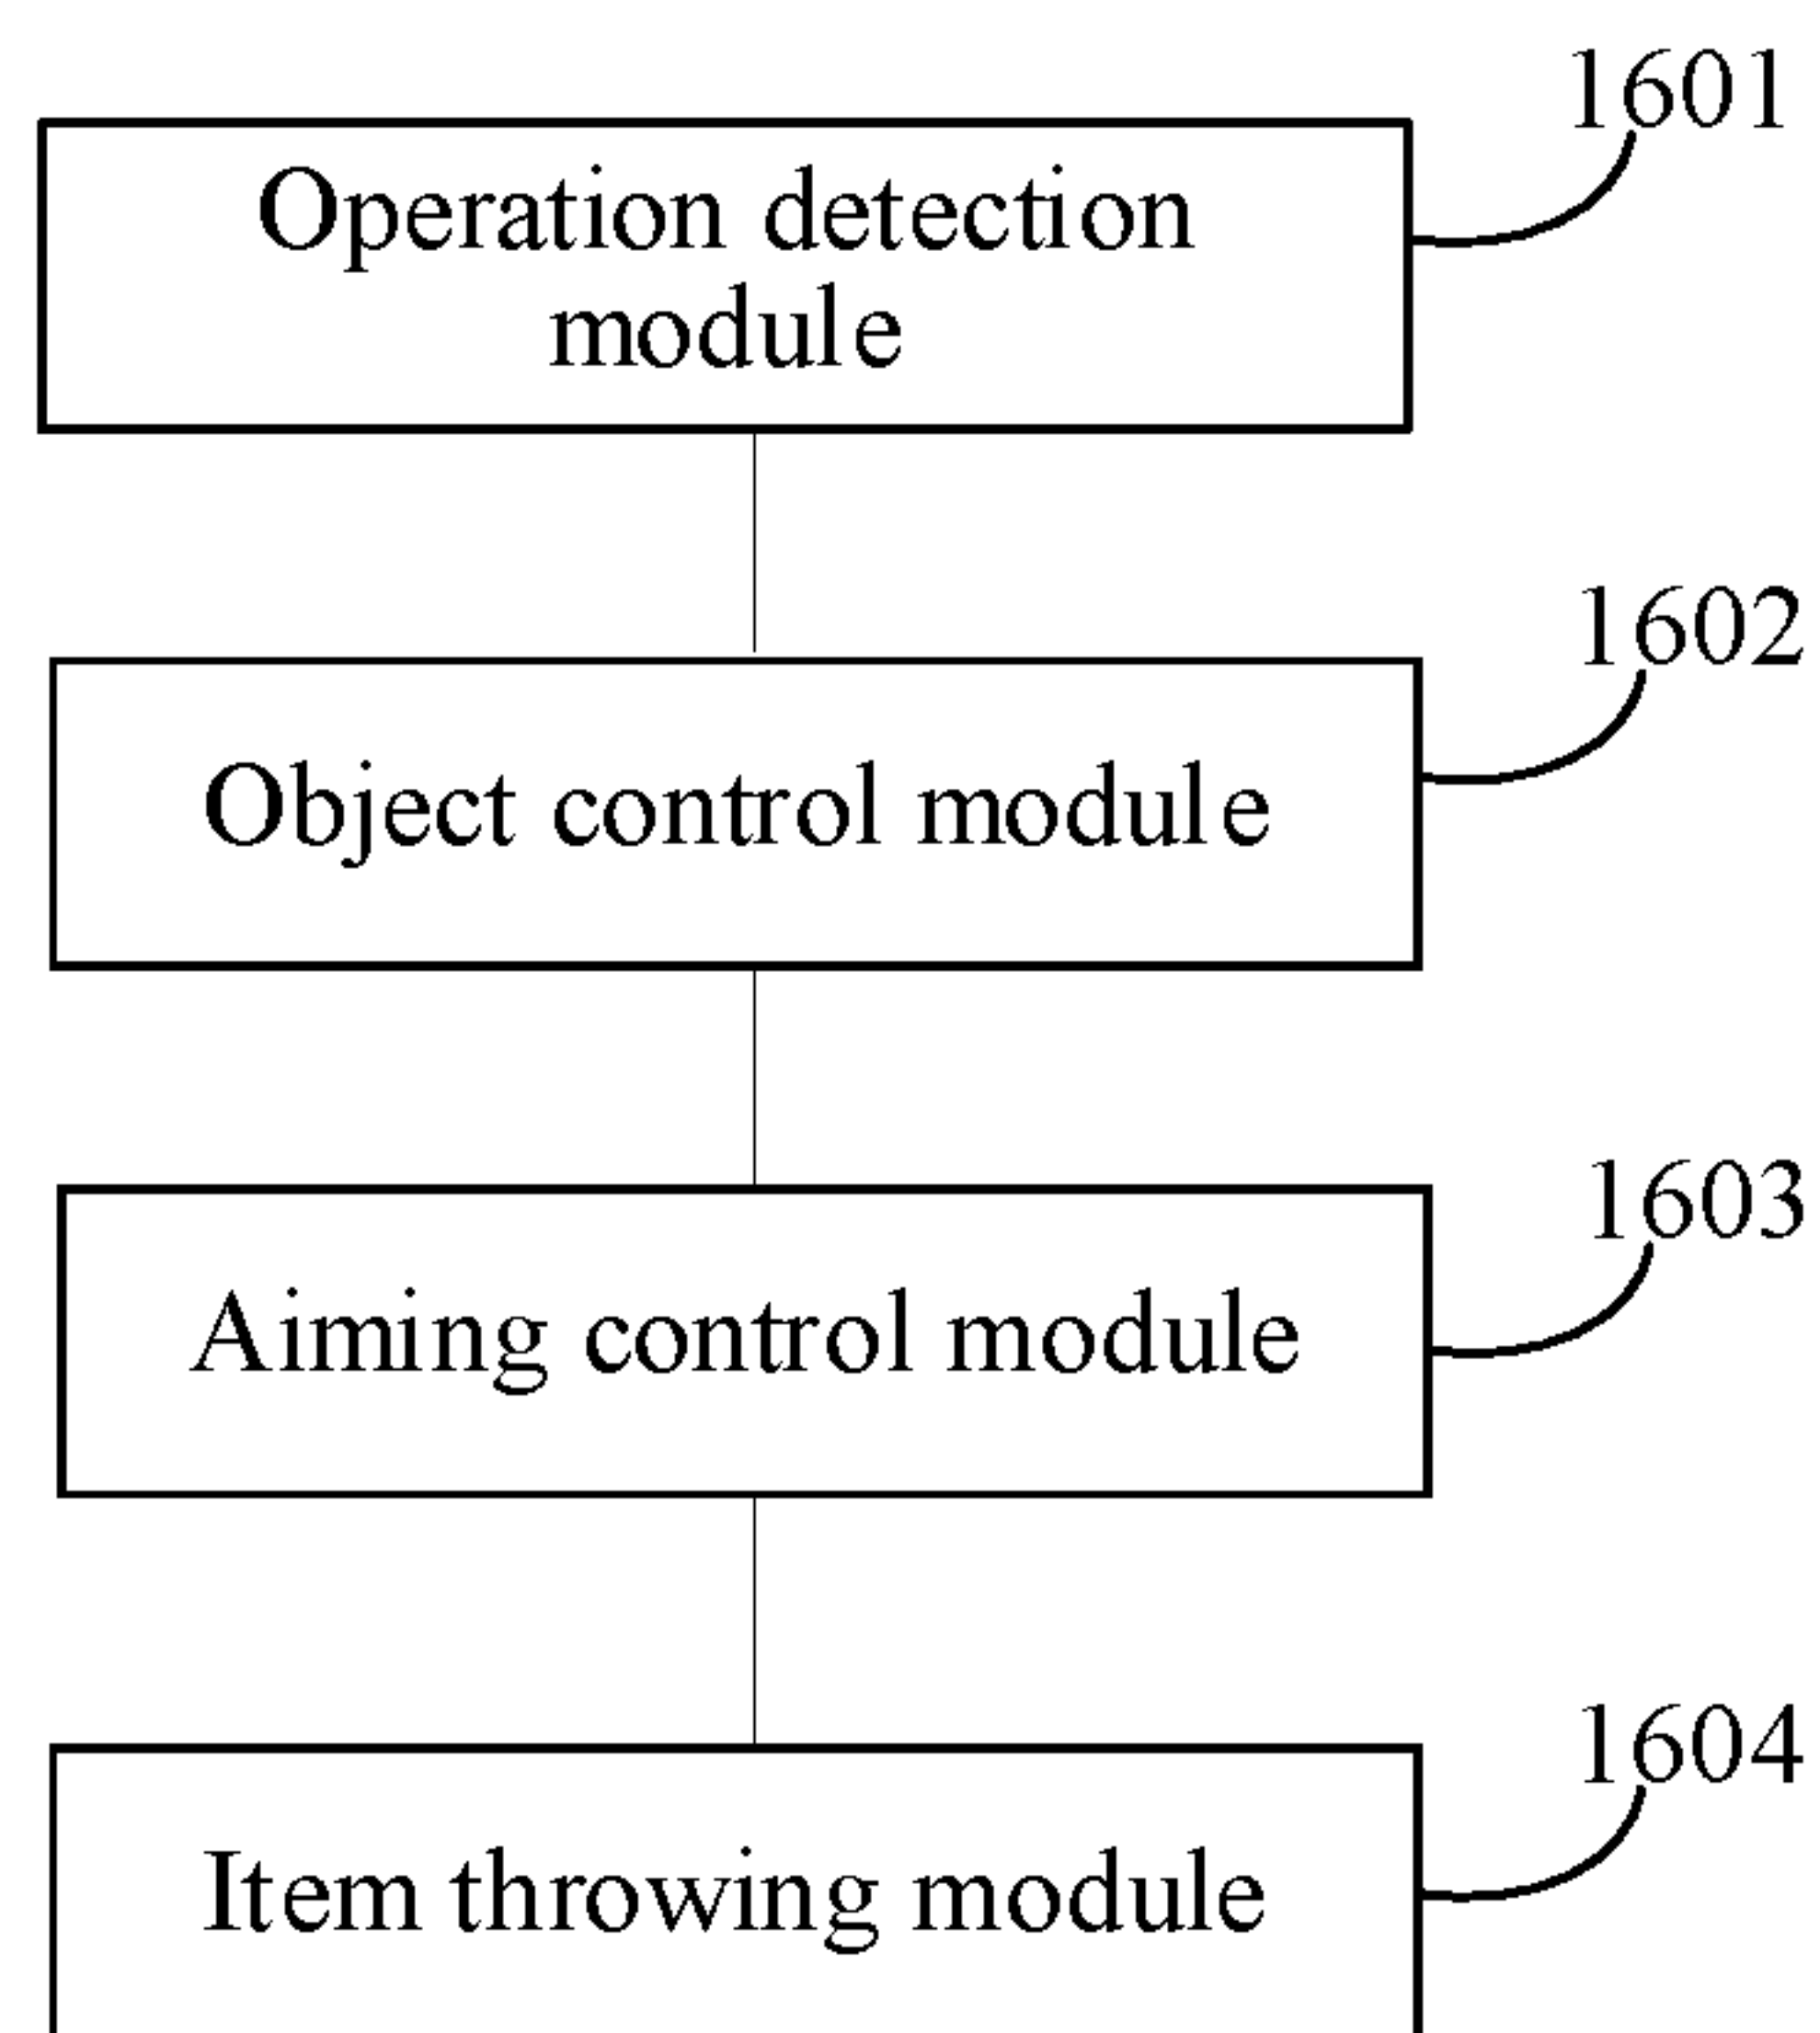 1601
Operation detection
module
1602
Object control module
1603
Aiming control module
1604
Item throwing module